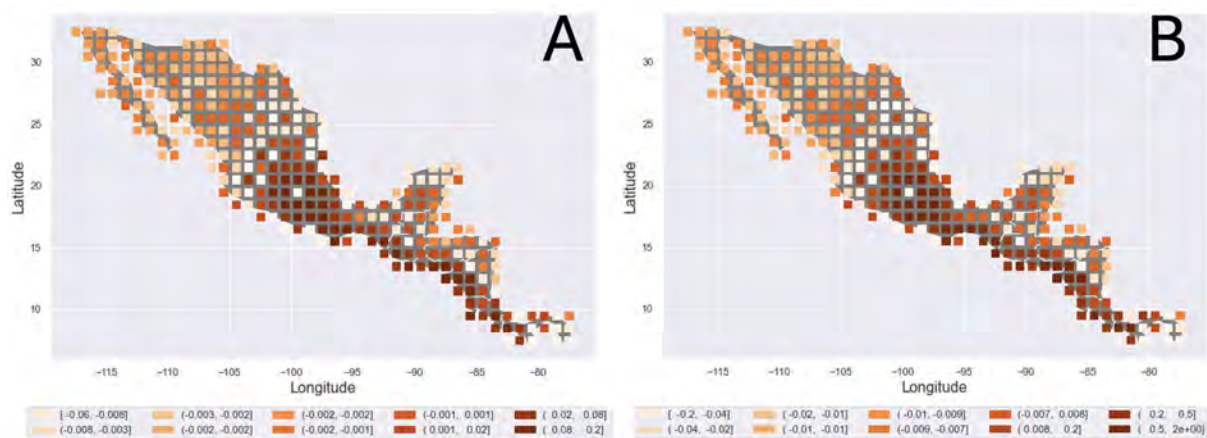 A
B
30
25
20
15
10
Latitude
−115
−110
−105
−100
−95
−90
−85
−80
Longitude
[ -0.06, -0.008]
(-0.003, -0.002]
(-0.002, -0.002]
(-0.001, 0.001]
( 0.02, 0.08]
(-0.008, -0.003]
(-0.002, -0.002]
(-0.002, -0.001]
( 0.001, 0.02]
( 0.08, 0.2]
30
25
20
15
10
Latitude
−115
−110
−105
−100
−95
−90
−85
−80
Longitude
[ -0.2, -0.04]
(-0.02, -0.01]
(-0.01, -0.009]
(-0.007, 0.008]
( 0.2, 0.5]
(-0.04, -0.02]
(-0.01, -0.01]
(-0.009, -0.007]
( 0.008, 0.2]
( 0.5, 2e+00]